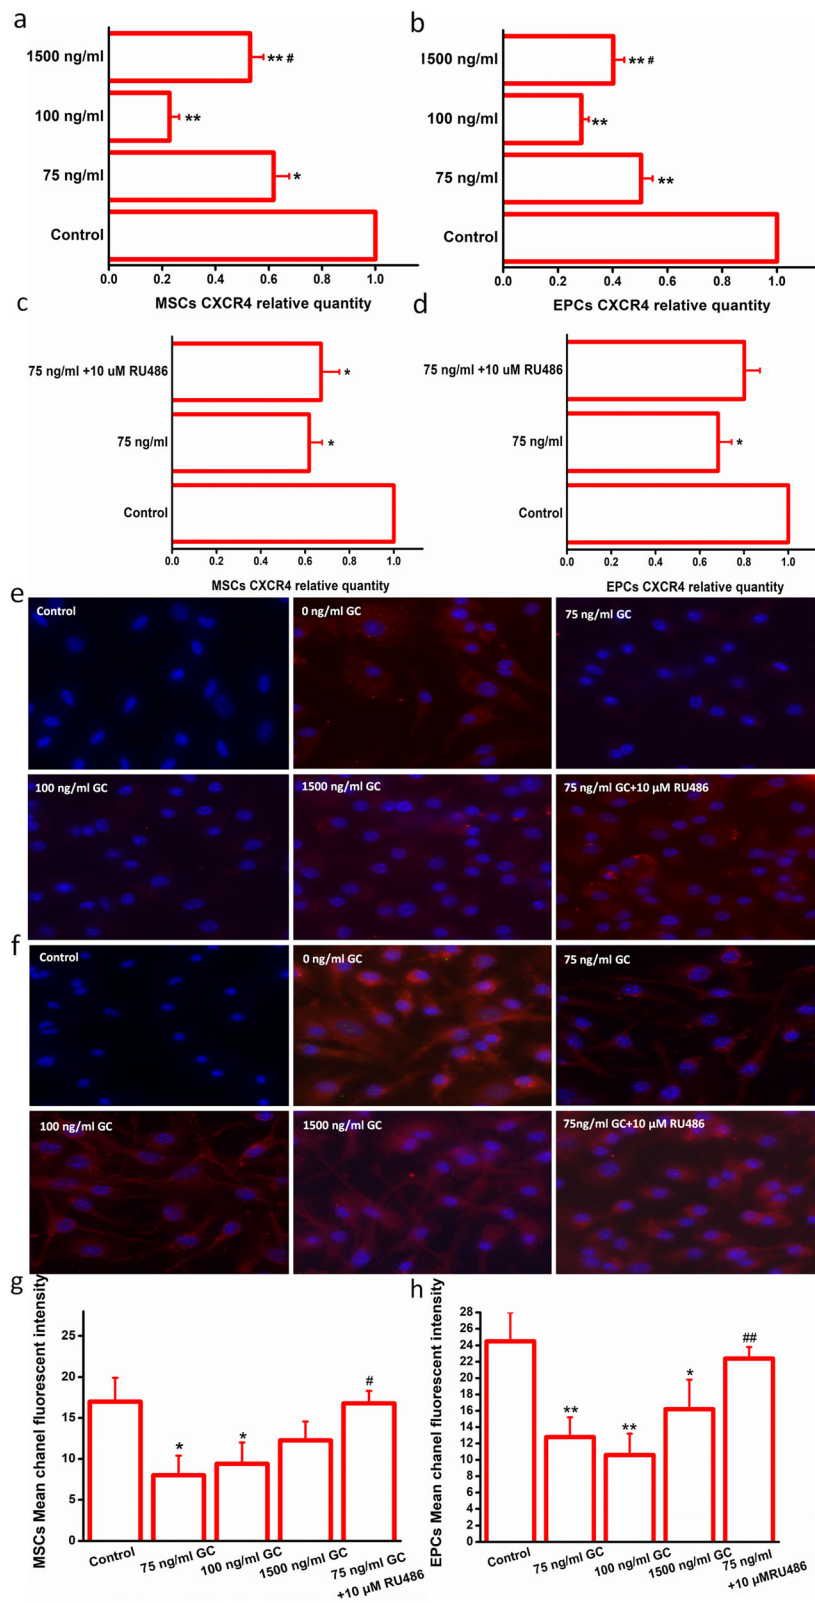 a
1500 ng/ml
** #
100 ng/ml
**
75 ng/ml
*
Control
0.0 0.2 0.4 0.6 0.8 1.0
MSCs CXCR4 relative quantity
b
1500 ng/ml
** #
100 ng/ml
**
75 ng/ml
**
Control
0.0 0.2 0.4 0.6 0.8 1.0
EPCs CXCR4 relative quantity
c
75 ng/ml +10 uM RU486
*
75 ng/ml
*
Control
0.0 0.2 0.4 0.6 0.8 1.0
MSCs CXCR4 relative quantity
d
75 ng/ml +10 uM RU486
75 ng/ml
*
Control
0.0 0.2 0.4 0.6 0.8 1.0
EPCs CXCR4 relative quantity
e
Control
0 ng/ml GC
75 ng/ml GC
100 ng/ml GC
1500 ng/ml GC
75 ng/ml GC+10 μM RU486
f
Control
0 ng/ml GC
75 ng/ml GC
100 ng/ml GC
1500 ng/ml GC
75ng/ml GC+10 μM RU486
g
MSCs Mean chanel fluorescent intensity
25
20
15
10
5
0
*
*
#
Control
75 ng/ml GC
100 ng/ml GC
1500 ng/ml GC
75 ng/ml GC
+10 μM RU486
h
EPCs Mean chanel fluorescent intensity
28
26
24
22
20
18
16
14
12
10
8
6
4
2
0
**
**
*
##
Control
75 ng/ml GC
100 ng/ml GC
1500 ng/ml GC
75 ng/ml
+10 μMRU486